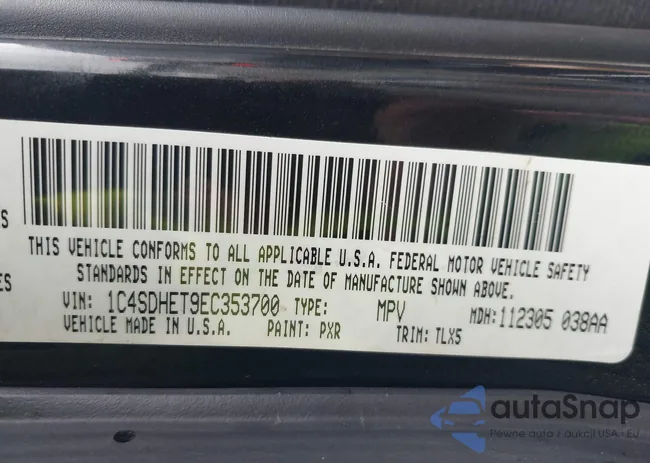 S
THIS VEHICLE CONFORMS TO ALL APPLICABLE U.S.A. FEDERAL MOTOR VEHICLE SAFETY
STANDARDS IN EFFECT ON THE DATE OF MANUFACTURE SHOWN ABOVE.
ES
VIN: 1C4SDHET9EC353700 TYPE: MPV MDH:112305 038AA
VEHICLE MADE IN U.S.A. PAINT: PXR TRIM: TLX5
autaSnap
Pewne auta / aukcji USA i EU